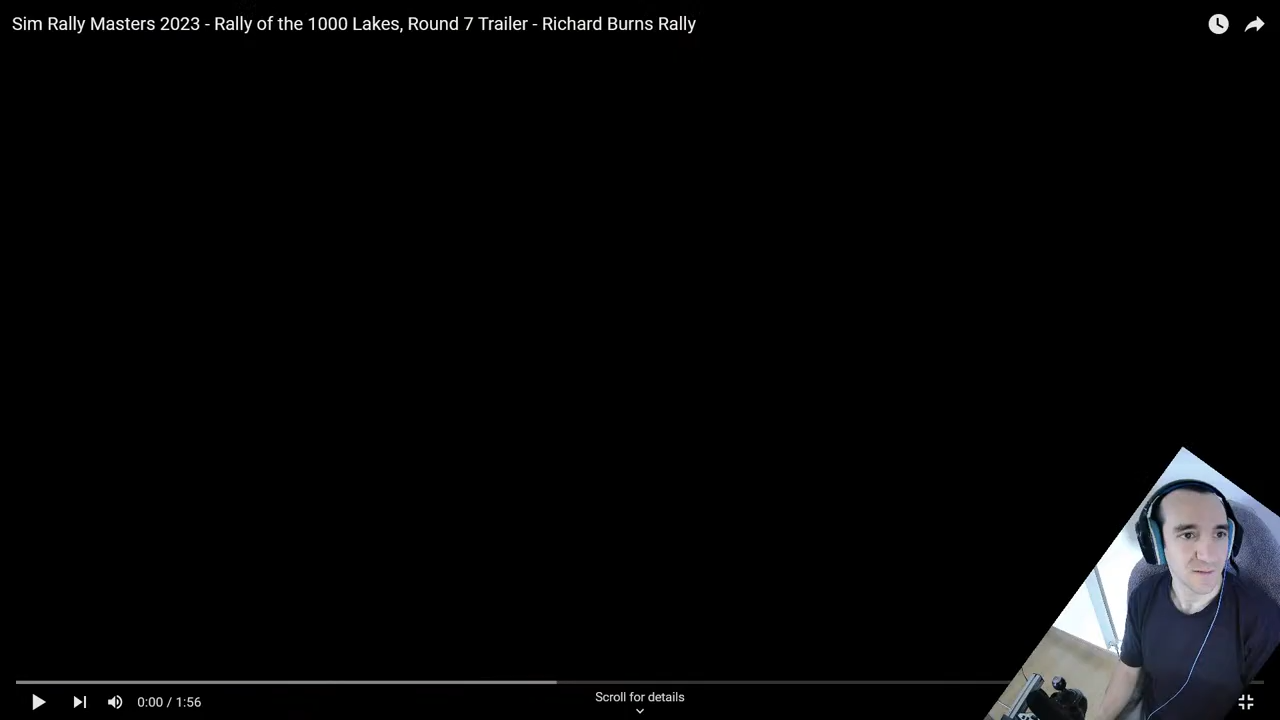 Sim Rally Masters 2023 - Rally of the 1000 Lakes, Round 7 Trailer - Richard Burns Rally
0:00 / 1:56
Scroll for details